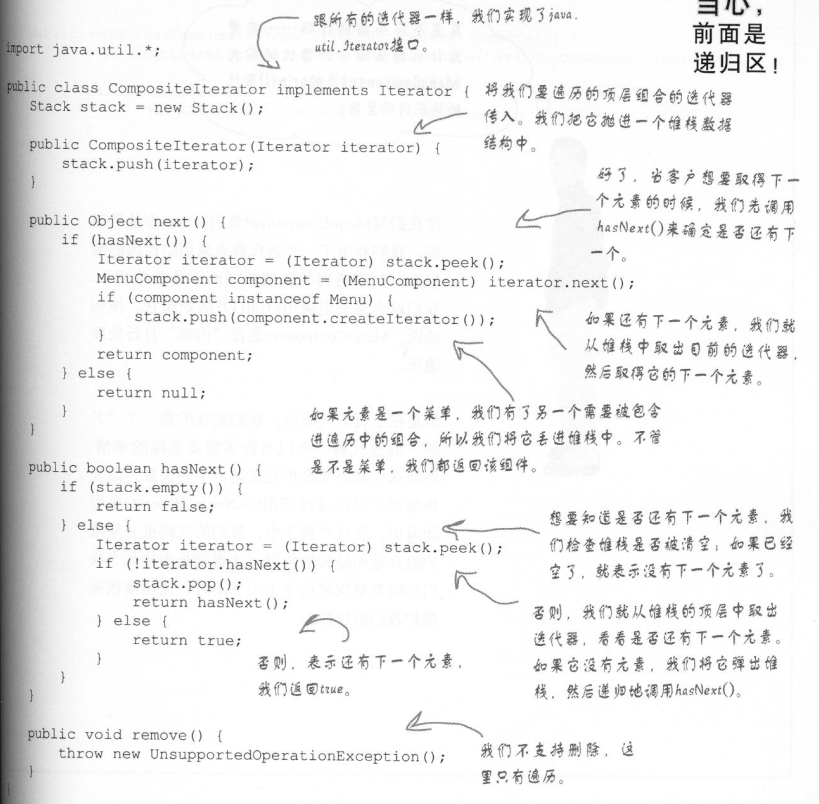 当心，
前面是
递归区！
跟所有的迭代器一样，我们实现了java.
util.Iterator接口。
import java.util.*;
public class CompositeIterator implements Iterator {
Stack stack = new Stack();
将我们要遍历的顶层组合的迭代器
传入。我们把它抛进一个堆栈数据
结构中。
public CompositeIterator(Iterator iterator) {
stack.push(iterator);
}
好了，当客户想要取得下一
个元素的时候，我们先调用
hasNext()来确定是否还有下
一个。
public Object next() {
if (hasNext()) {
Iterator iterator = (Iterator) stack.peek();
MenuComponent component = (MenuComponent) iterator.next();
if (component instanceof Menu) {
stack.push(component.createIterator());
}
return component;
} else {
return null;
}
}
如果还有下一个元素，我们就
从堆栈中取出目前的迭代器，
然后取得它的下一个元素。
如果元素是一个菜单，我们有了另一个需要被包含
进遍历中的组合，所以我们将它丢进堆栈中。不管
是不是菜单，我们都返回该组件。
public boolean hasNext() {
if (stack.empty()) {
return false;
} else {
Iterator iterator = (Iterator) stack.peek();
if (!iterator.hasNext()) {
stack.pop();
return hasNext();
} else {
return true;
}
}
}
想要知道是否还有下一个元素，我
们检查堆栈是否被清空；如果已经
空了，就表示没有下一个元素了。
否则，我们就从堆栈的顶层中取出
迭代器，看看是否还有下一个元素。
如果它没有元素，我们将它弹出堆
栈，然后递归地调用hasNext()。
否则，表示还有下一个元素，
我们返回true。
public void remove() {
throw new UnsupportedOperationException();
}
}
我们不支持删除，这
里只有遍历。